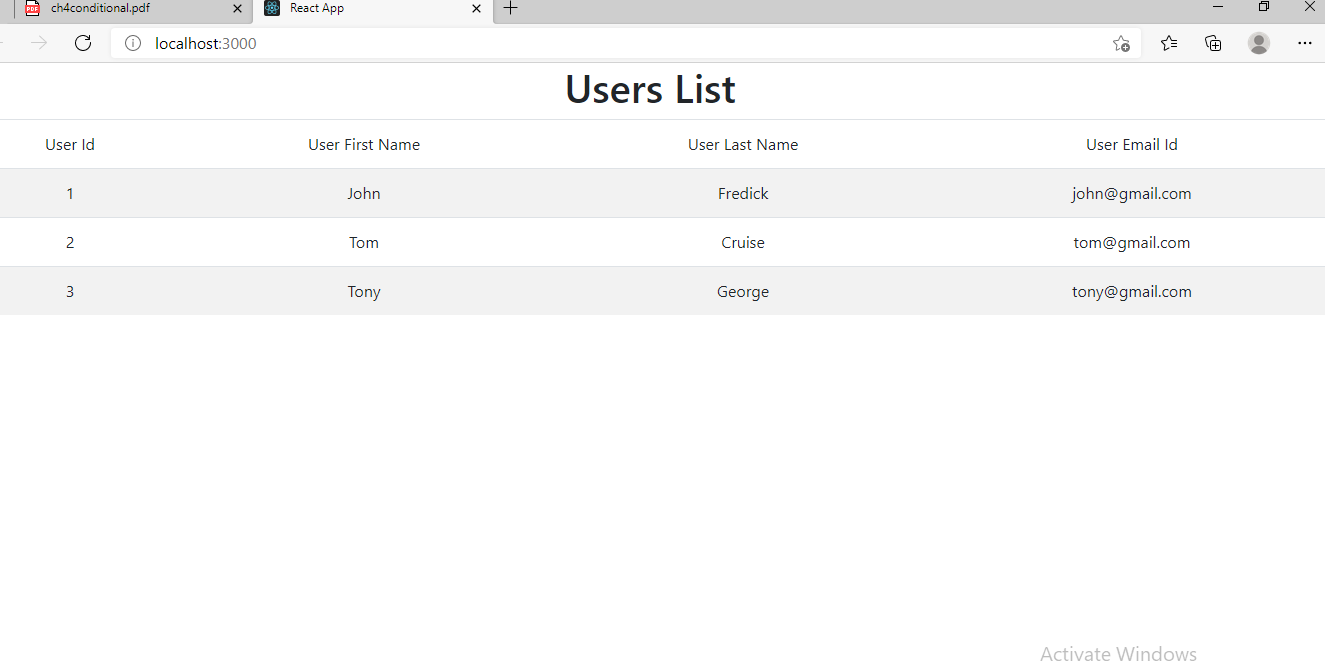 PDF ch4conditional.pdf React App
localhost:3000
Users List
User Id User First Name User Last Name User Email Id
1 John Fredick john@gmail.com
2 Tom Cruise tom@gmail.com
3 Tony George tony@gmail.com
Activate Windows